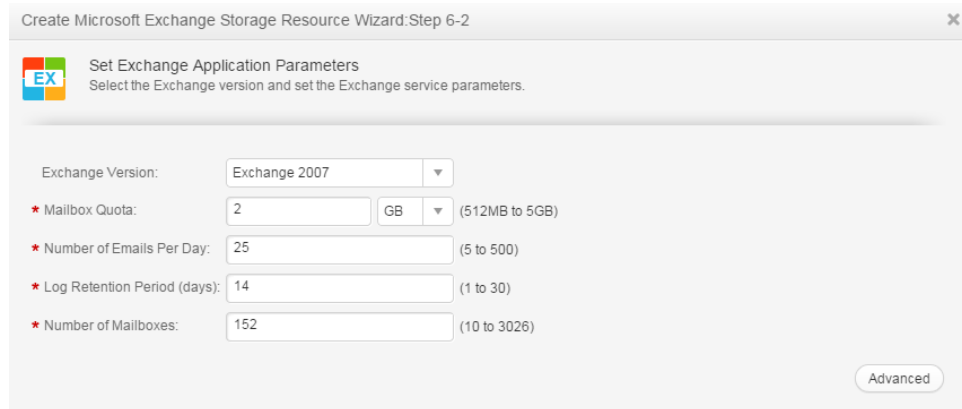 Create Microsoft Exchange Storage Resource Wizard:Step 6-2
EX
Set Exchange Application Parameters
Select the Exchange version and set the Exchange service parameters.
Exchange Version: Exchange 2007
* Mailbox Quota: 2 GB (512MB to 5GB)
* Number of Emails Per Day: 25 (5 to 500)
* Log Retention Period (days): 14 (1 to 30)
* Number of Mailboxes: 152 (10 to 3026)
Advanced